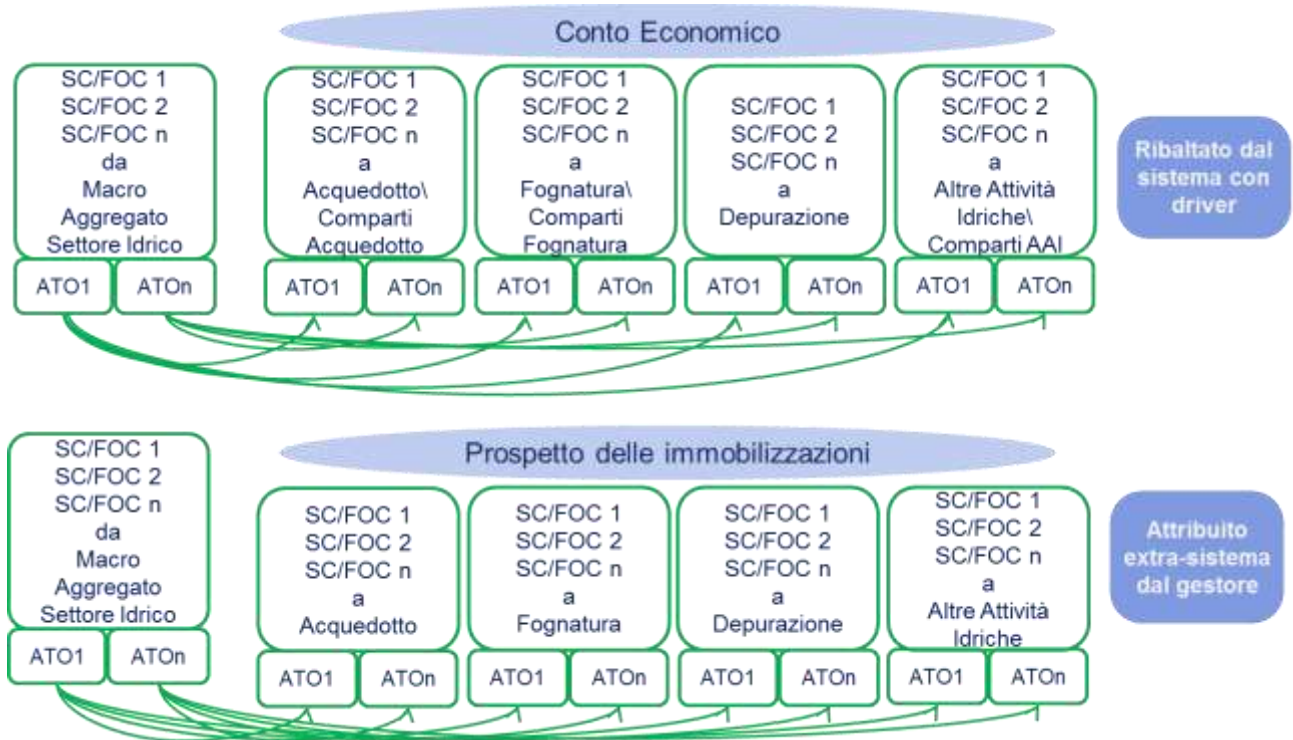 Conto Economico
SC/FOC 1
SC/FOC 2
SC/FOC n
da
Macro
Aggregato
Settore Idrico
ATO1
ATOn
SC/FOC 1
SC/FOC 2
SC/FOC n
a
Acquedotto\
Comparti
Acquedotto
ATO1
ATOn
SC/FOC 1
SC/FOC 2
SC/FOC n
a
Fognatura\
Comparti
Fognatura
ATO1
ATOn
SC/FOC 1
SC/FOC 2
SC/FOC n
a
Depurazione
ATO1
ATOn
SC/FOC 1
SC/FOC 2
SC/FOC n
a
Altre Attività
Idriche\
Comparti AAI
ATO1
ATOn
Ribaltato dal
sistema con
driver
Prospetto delle immobilizzazioni
SC/FOC 1
SC/FOC 2
SC/FOC n
da
Macro
Aggregato
Settore Idrico
ATO1
ATOn
SC/FOC 1
SC/FOC 2
SC/FOC n
a
Acquedotto
ATO1
ATOn
SC/FOC 1
SC/FOC 2
SC/FOC n
a
Fognatura
ATO1
ATOn
SC/FOC 1
SC/FOC 2
SC/FOC n
a
Depurazione
ATO1
ATOn
SC/FOC 1
SC/FOC 2
SC/FOC n
a
Altre Attività
Idriche
ATO1
ATOn
Attribuito
extra-sistema
dal gestore